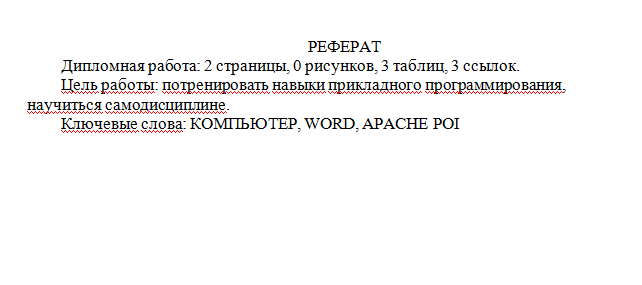 РЕФЕРАТ
Дипломная работа: 2 страницы, 0 рисунков, 3 таблиц, 3 ссылок.
Цель работы: потренировать навыки прикладного программирования,
научиться самодисциплине.
Ключевые слова: КОМПЬЮТЕР, WORD, APACHE POI